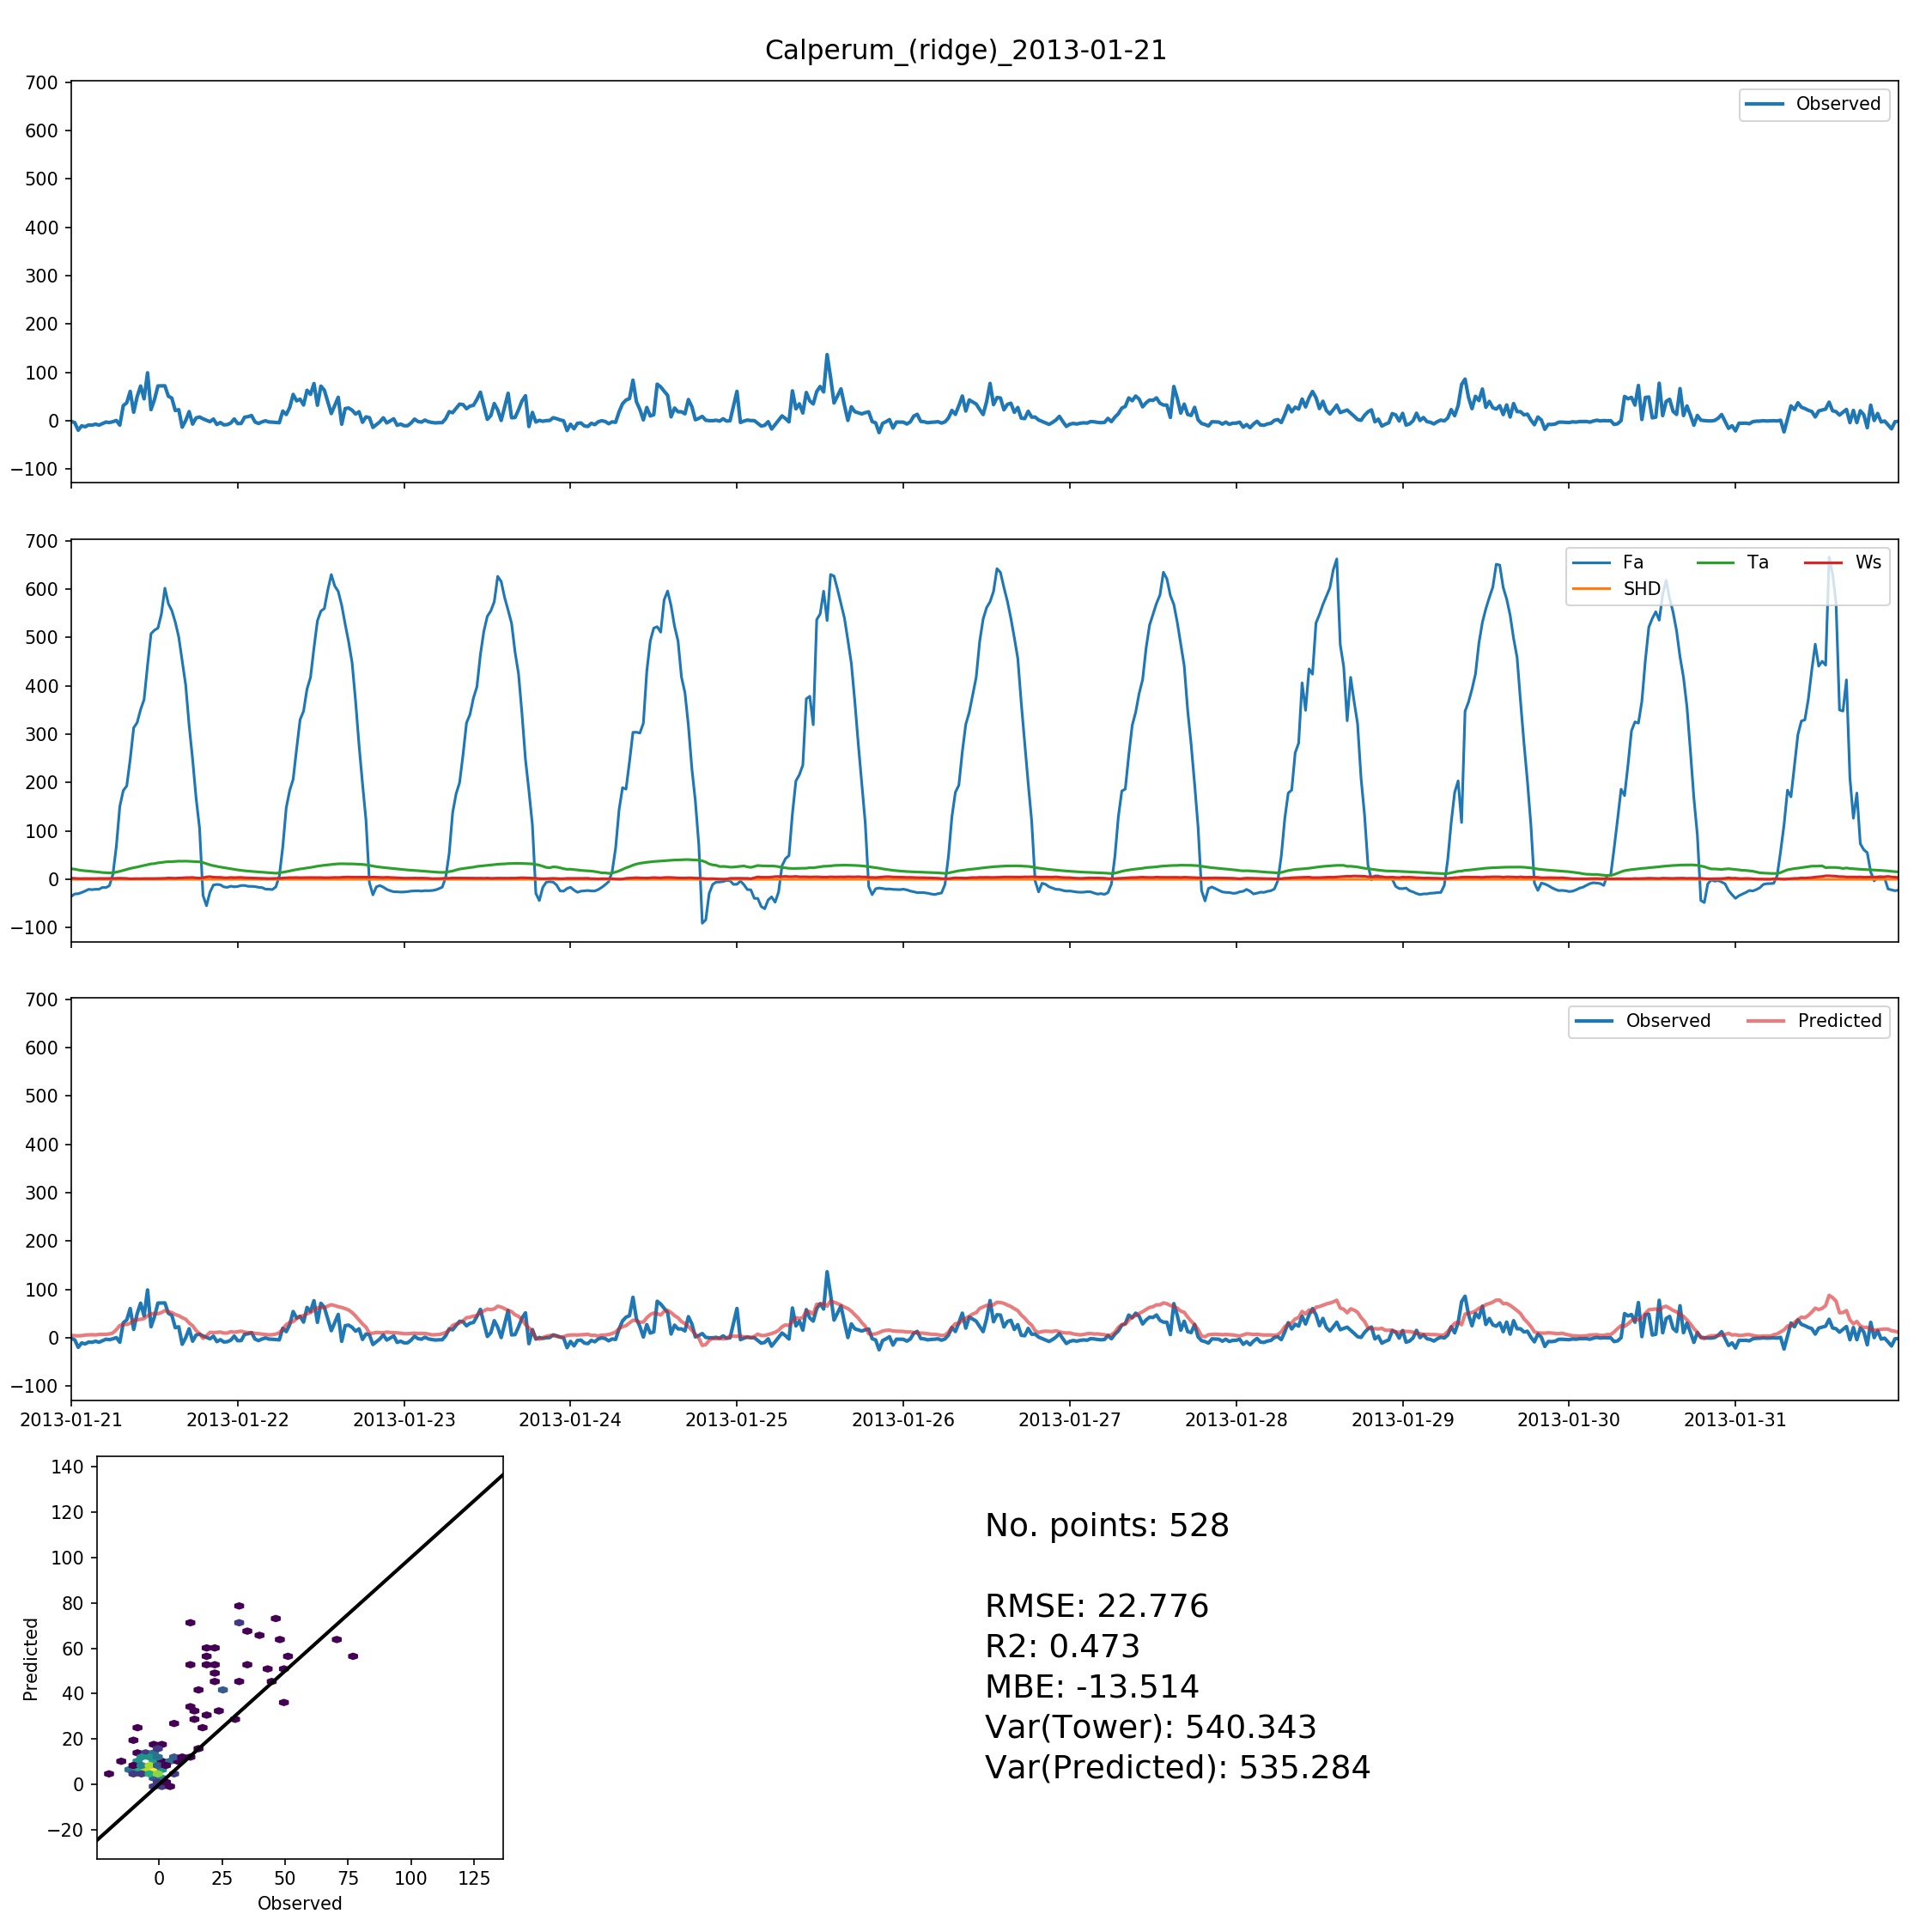 Calperum_(ridge)_2013-01-21
700
600
500
400
300
200
100
0
−100
Observed
700
600
500
400
300
200
100
0
−100
Fa Ta Ws
SHD
700
600
500
400
300
200
100
0
−100
Observed Predicted
2013-01-21 2013-01-22 2013-01-23 2013-01-24 2013-01-25 2013-01-26 2013-01-27 2013-01-28 2013-01-29 2013-01-30 2013-01-31
140
120
100
80
60
40
20
0
−20
Predicted
0 25 50 75 100 125
Observed
No. points: 528
RMSE: 22.776
R2: 0.473
MBE: -13.514
Var(Tower): 540.343
Var(Predicted): 535.284